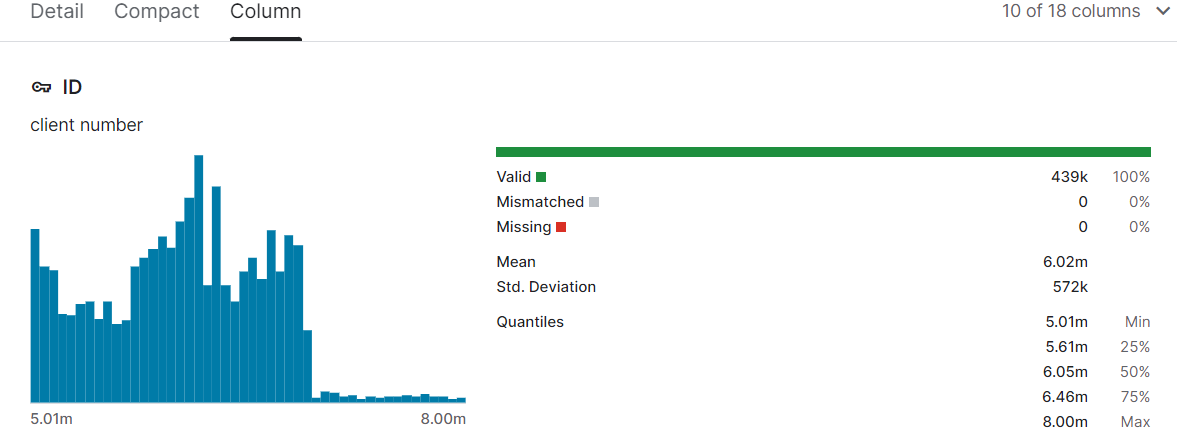 Detail Compact Column 10 of 18 columns
ID
client number
Valid 439k 100%
Mismatched 0 0%
Missing 0 0%
Mean 6.02m
Std. Deviation 572k
Quantiles 5.01m Min
5.61m 25%
6.05m 50%
6.46m 75%
5.01m 8.00m 8.00m Max